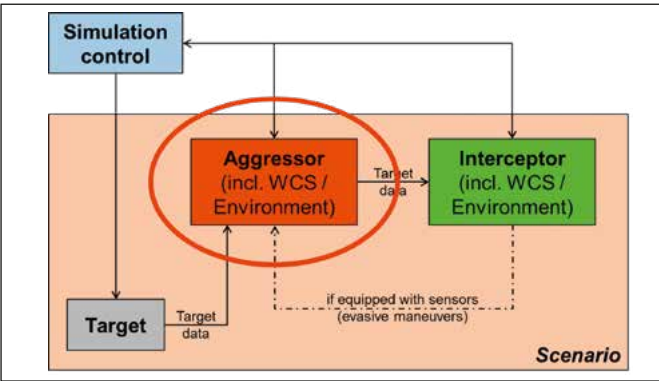 Simulation
control
Aggressor
(incl. WCS /
Environment)
Target
data
Interceptor
(incl. WCS /
Environment)
if equipped with sensors
(evasive maneuvers)
Target
Target
data
Scenario